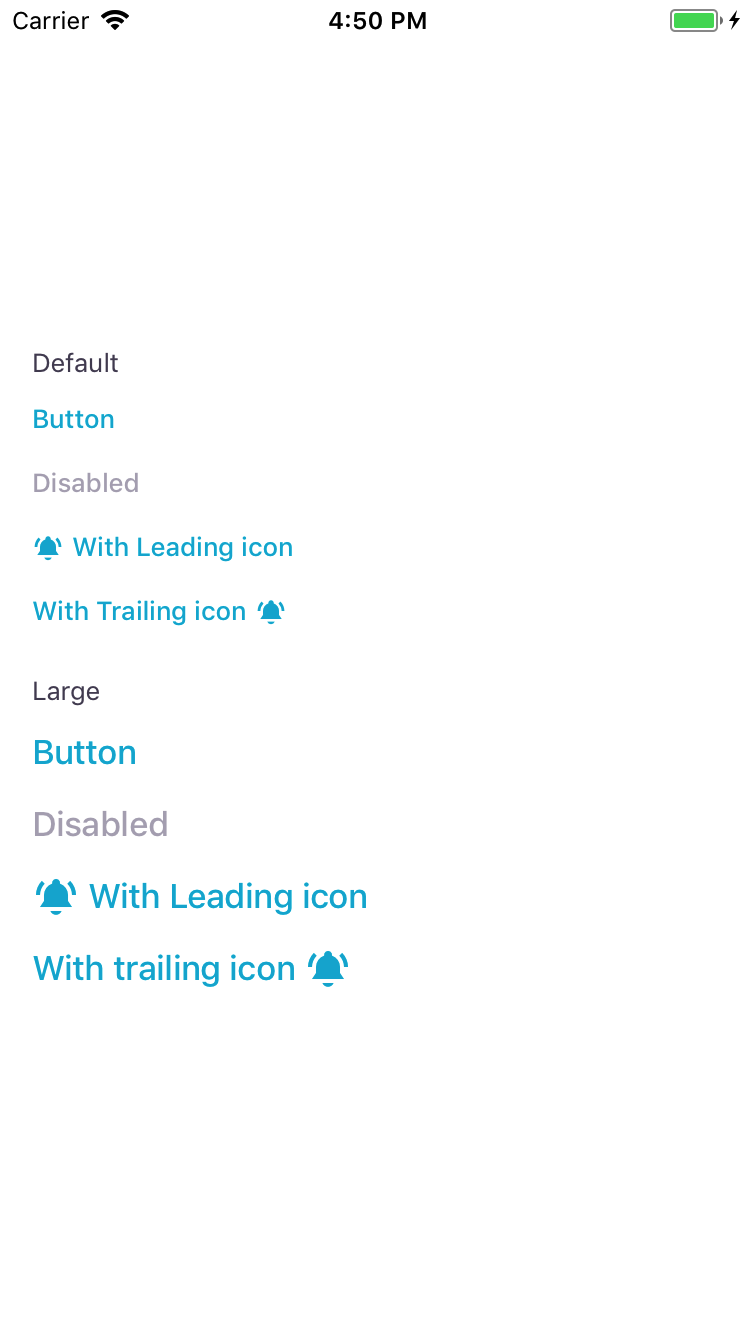 Carrier 4:50 PM
Default
Button
Disabled
With Leading icon
With Trailing icon
Large
Button
Disabled
With Leading icon
With trailing icon